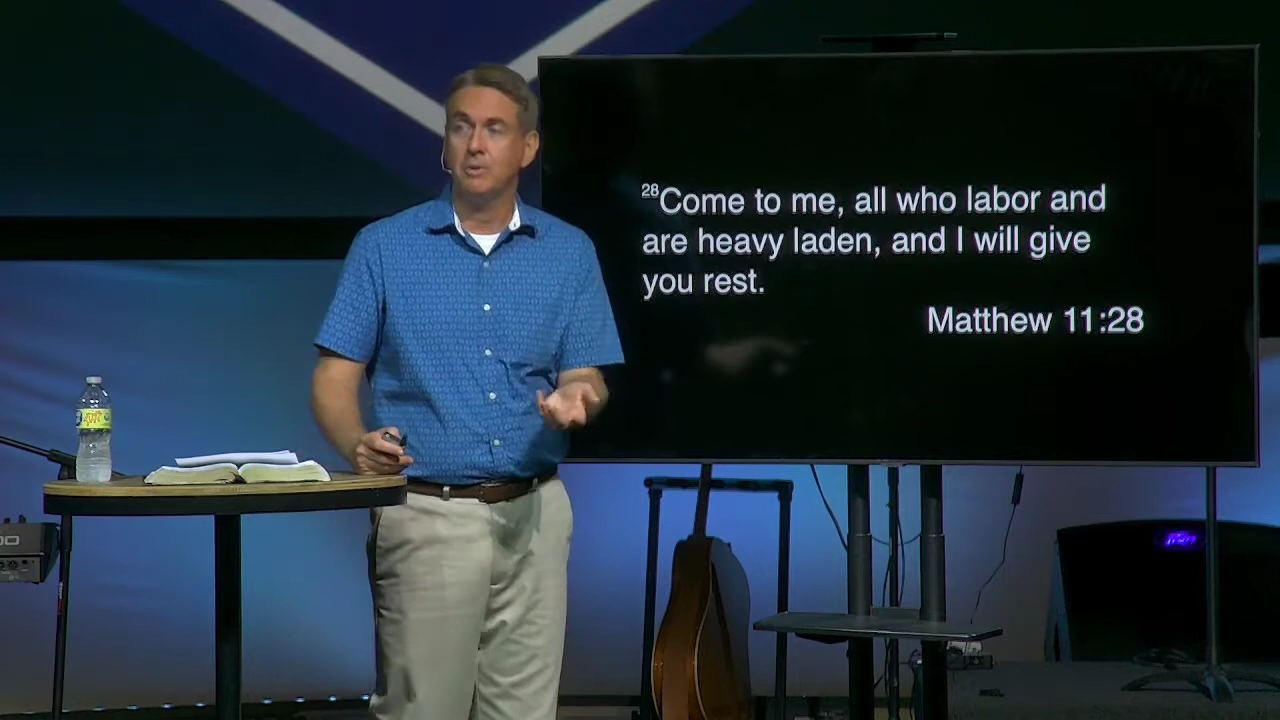 28Come to me, all who labor and
are heavy laden, and I will give
you rest.
Matthew 11:28